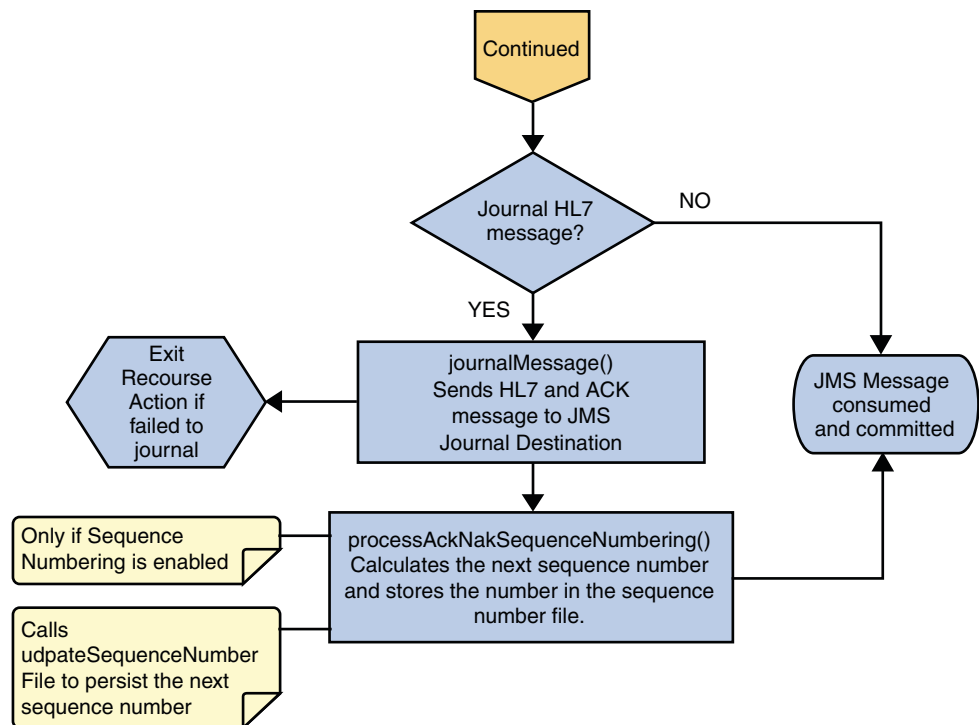 Continued
Journal HL7
message?
NO
YES
Exit
Recourse
Action if
failed to
journal
journalMessage()
Sends HL7 and ACK
message to JMS
Journal Destination
JMS Message
consumed
and committed
Only if Sequence
Numbering is enabled
processAckNakSequenceNumbering()
Calculates the next sequence number
and stores the number in the sequence
number file.
Calls
udpateSequenceNumber
File to persist the next
sequence number